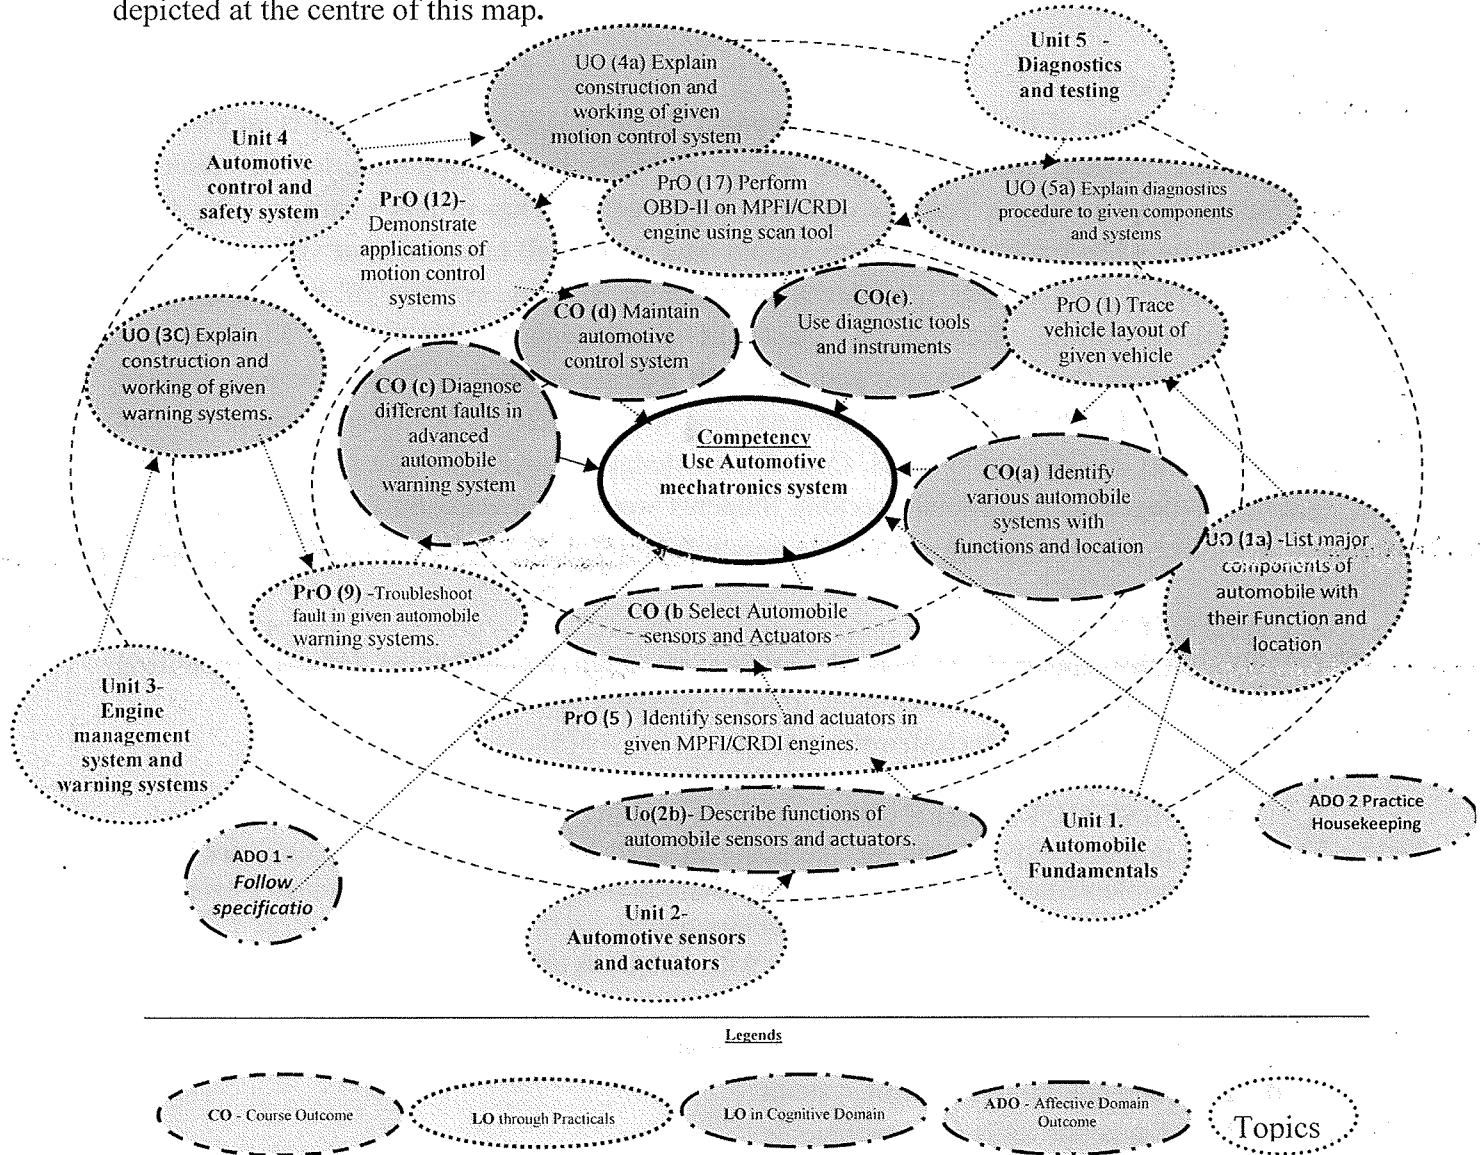 depicted at the centre of this map.
UO (4a) Explain
construction and
working of given
motion control system
Unit 5 -
Diagnostics
and testing
Unit 4
Automotive
control and
safety system
PrO (12)-
Demonstrate
applications of
motion control
systems
PrO (17) Perform
OBD-II on MPFI/CRDI
engine using scan tool
UO (5a) Explain diagnostics
procedure to given components
and systems
UO (3C) Explain
construction and
working of given
warning systems.
CO (d) Maintain
automotive
control system
CO(e).
Use diagnostic tools
and instruments
PrO (1) Trace
vehicle layout of
given vehicle
CO (c) Diagnose
different faults in
advanced
automobile
warning system
Competency
Use Automotive
mechatronics system
CO(a) Identify
various automobile
systems with
functions and location
UO (1a) -List major
components of
automobile with
their Function and
location
PrO (9) -Troubleshoot
fault in given automobile
warning systems.
CO (b Select Automobile
sensors and Actuators
Unit 3-
Engine
management
system and
warning systems
PrO (5 ) Identify sensors and actuators in
given MPFI/CRDI engines.
Uo(2b)- Describe functions of
automobile sensors and actuators.
Unit 1.
Automobile
Fundamentals
ADO 2 Practice
Housekeeping
ADO 1 -
Follow
specificatio
Unit 2-
Automotive sensors
and actuators
Legends
CO - Course Outcome
LO through Practicals
LO in Cognitive Domain
ADO - Affective Domain
Outcome
Topics